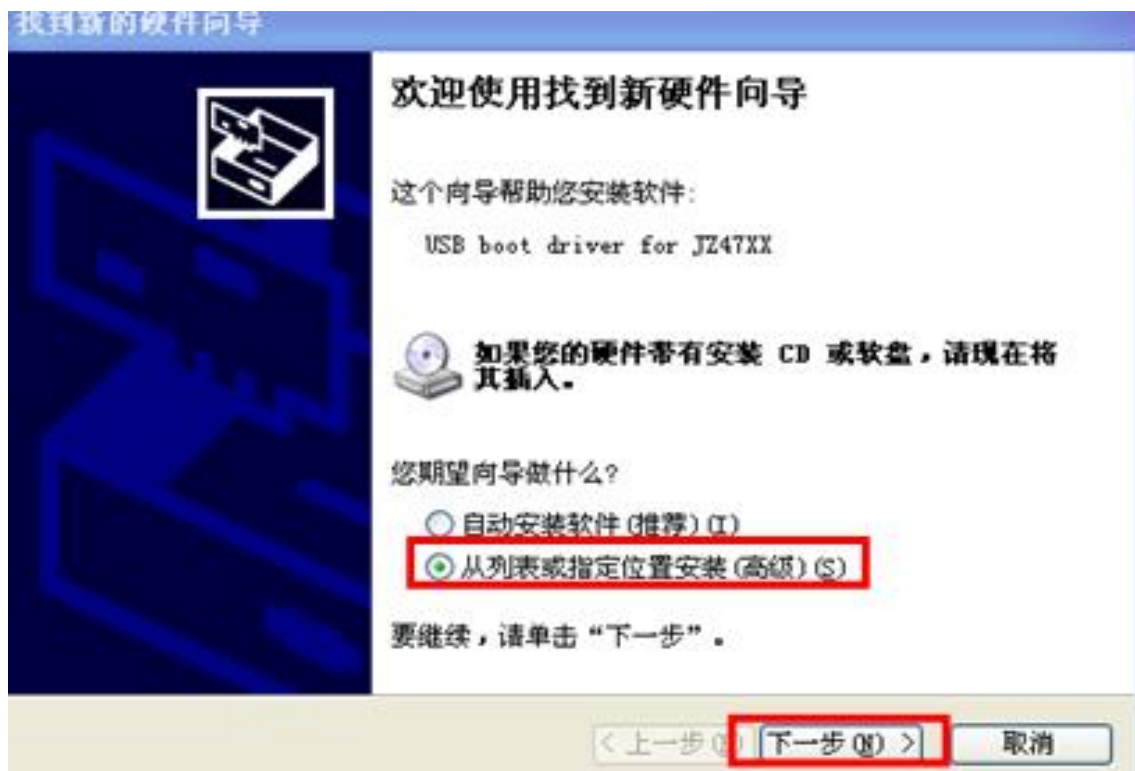 找到新的硬件向导
欢迎使用找到新硬件向导
这个向导帮助您安装软件:
USB boot driver for JZ47XX
如果您的硬件带有安装 CD 或软盘，请现在将
其插入。
您期望向导做什么?
自动安装软件(推荐)(I)
从列表或指定位置安装(高级)(S)
要继续，请单击“下一步”。
<上一步(B) 下一步(N) > 取消